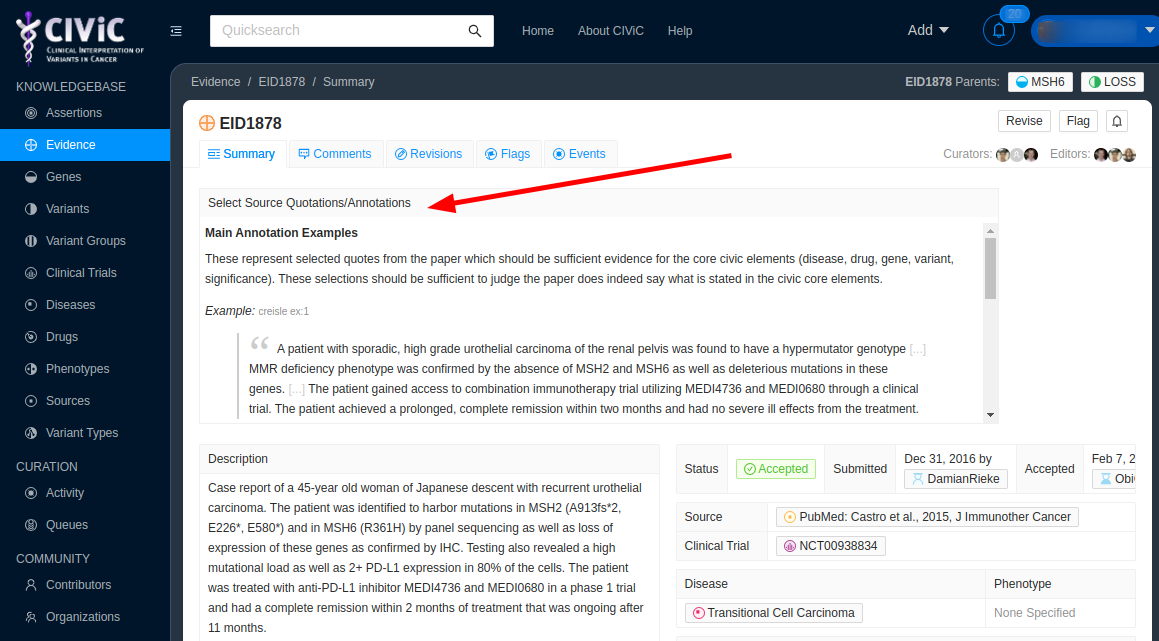 CIViC
Clinical Interpretation of
Variants in Cancer
Quicksearch
Home
About CIViC
Help
Add
20
KNOWLEDGEBASE
Assertions
Evidence
Genes
Variants
Variant Groups
Clinical Trials
Diseases
Drugs
Phenotypes
Sources
Variant Types
CURATION
Activity
Queues
COMMUNITY
Contributors
Organizations
Evidence / EID1878 / Summary
EID1878 Parents: MSH6 LOSS
EID1878
Revise
Flag
Summary
Comments
Revisions
Flags
Events
Curators:
Editors:
Select Source Quotations/Annotations
Main Annotation Examples
These represent selected quotes from the paper which should be sufficient evidence for the core civic elements (disease, drug, gene, variant,
significance). These selections should be sufficient to judge the paper does indeed say what is stated in the civic core elements.
Example: creisle ex:1
“ A patient with sporadic, high grade urothelial carcinoma of the renal pelvis was found to have a hypermutator genotype [...]
MMR deficiency phenotype was confirmed by the absence of MSH2 and MSH6 as well as deleterious mutations in these
genes. [...] The patient gained access to combination immunotherapy trial utilizing MEDI4736 and MEDI0680 through a clinical
trial. The patient achieved a prolonged, complete remission within two months and had no severe ill effects from the treatment.
Description
Case report of a 45-year old woman of Japanese descent with recurrent urothelial
carcinoma. The patient was identified to harbor mutations in MSH2 (A913fs*2,
E226*, E580*) and in MSH6 (R361H) by panel sequencing as well as loss of
expression of these genes as confirmed by IHC. Testing also revealed a high
mutational load as well as 2+ PD-L1 expression in 80% of the cells. The patient
was treated with anti-PD-L1 inhibitor MEDI4736 and MEDI0680 in a phase 1 trial
and had a complete remission within 2 months of treatment that was ongoing after
11 months.
Status
Accepted
Submitted
Dec 31, 2016 by
DamianRieke
Accepted
Feb 7, 2
Obi
Source
PubMed: Castro et al., 2015, J Immunother Cancer
Clinical Trial
NCT00938834
Disease
Phenotype
Transitional Cell Carcinoma
None Specified